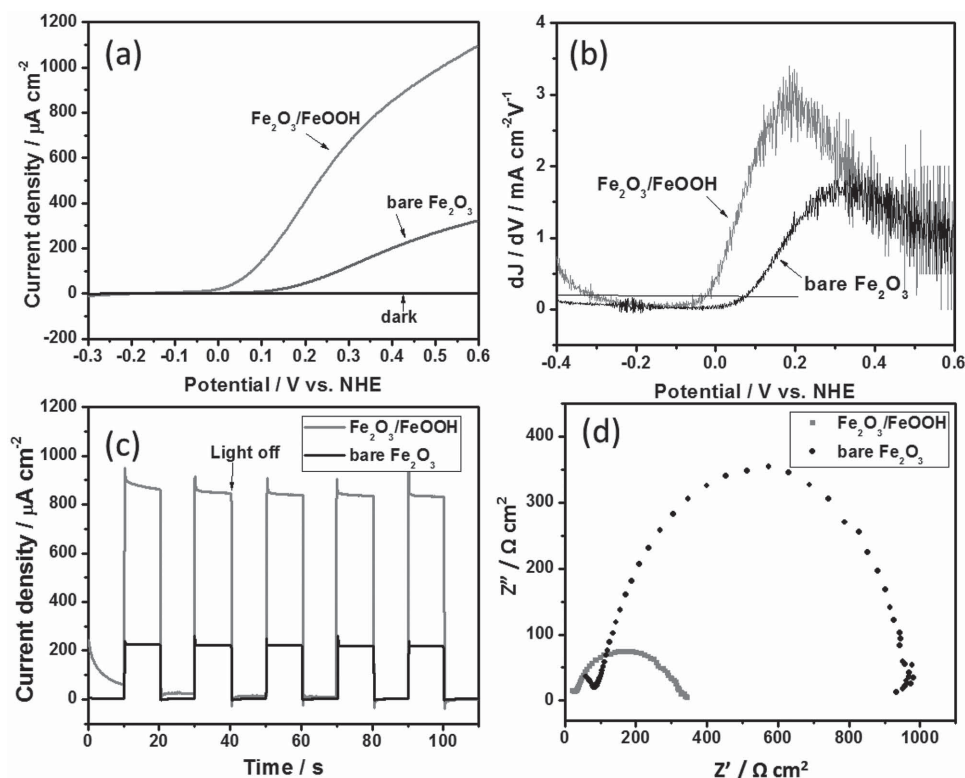 (a)
1200
1000
800
600
400
200
0
-200
Current density / μA cm⁻²
Fe₂O₃/FeOOH
bare Fe₂O₃
dark
-0.3 -0.2 -0.1 0.0 0.1 0.2 0.3 0.4 0.5 0.6
Potential / V vs. NHE
(b)
4
3
2
1
0
dJ / dV / mA cm⁻²V⁻¹
Fe₂O₃/FeOOH
bare Fe₂O₃
-0.4 -0.2 0.0 0.2 0.4 0.6
Potential / V vs. NHE
(c)
1200
1000
800
600
400
200
0
Current density / μA cm⁻²
Fe₂O₃/FeOOH
bare Fe₂O₃
Light off
0 20 40 60 80 100
Time / s
(d)
400
300
200
100
0
Z″ / Ω cm²
Fe₂O₃/FeOOH
bare Fe₂O₃
0 200 400 600 800 1000
Z′ / Ω cm²